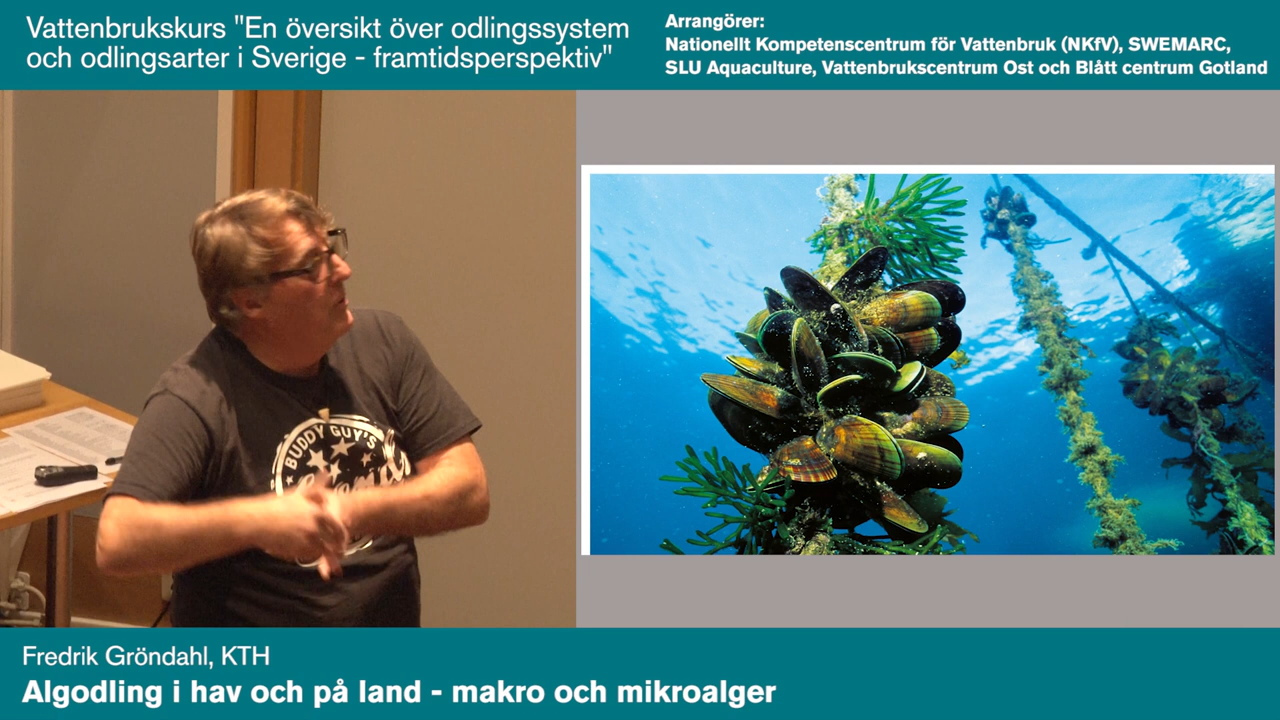 Vattenbrukskurs "En översikt över odlingssystem
och odlingsarter i Sverige - framtidsperspektiv"
Arrangörer:
Nationellt Kompetenscentrum för Vattenbruk (NKfV), SWEMARC,
SLU Aquaculture, Vattenbrukscentrum Ost och Blått centrum Gotland
BUDDY GUY'S
Fredrik Gröndahl, KTH
Algodling i hav och på land - makro och mikroalger